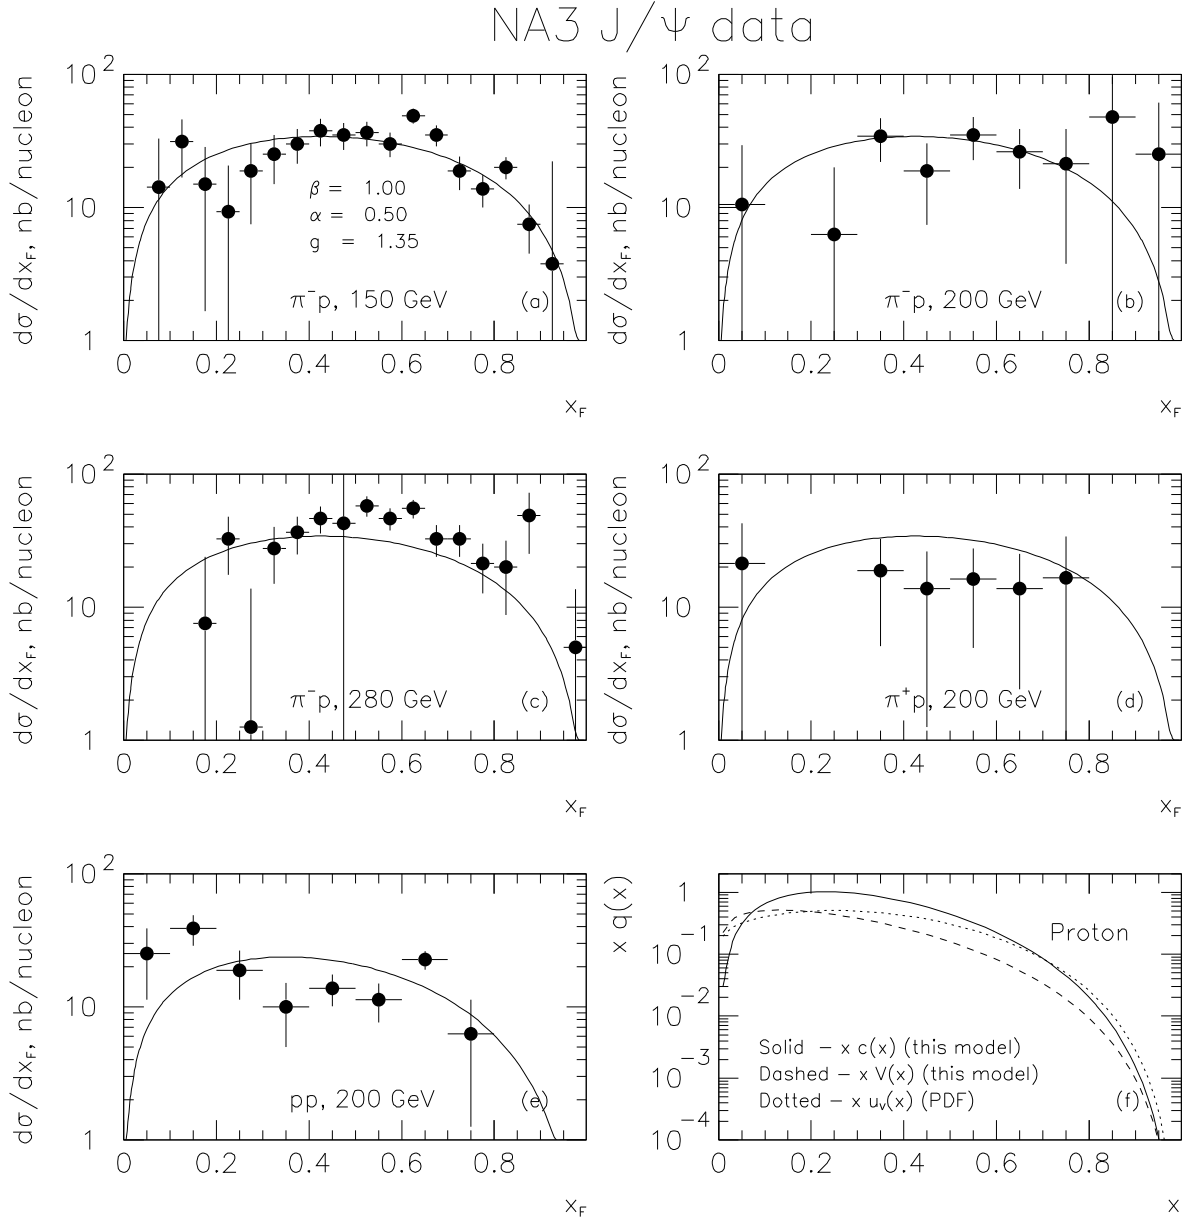 NA3 J/Ψ data
dσ/dx_F, nb/nucleon
10²
10
1
β = 1.00
α = 0.50
g = 1.35
π⁻p, 150 GeV
(a)
0 0.2 0.4 0.6 0.8
x_F
dσ/dx_F, nb/nucleon
10²
10
1
π⁻p, 200 GeV
(b)
0 0.2 0.4 0.6 0.8
x_F
dσ/dx_F, nb/nucleon
10²
10
1
π⁻p, 280 GeV
(c)
0 0.2 0.4 0.6 0.8
x_F
dσ/dx_F, nb/nucleon
10²
10
1
π⁺p, 200 GeV
(d)
0 0.2 0.4 0.6 0.8
x_F
dσ/dx_F, nb/nucleon
10²
10
1
pp, 200 GeV
(e)
0 0.2 0.4 0.6 0.8
x_F
x q(x)
1
10⁻¹
10⁻²
10⁻³
10⁻⁴
Proton
Solid – x c(x) (this model)
Dashed – x V(x) (this model)
Dotted – x u_v(x) (PDF)
(f)
0 0.2 0.4 0.6 0.8
x